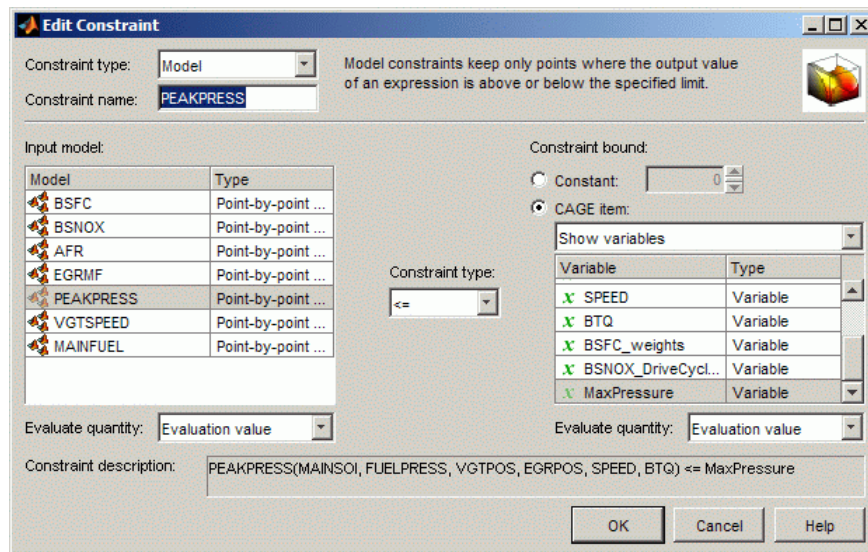 Edit Constraint
Constraint type: Model
Model constraints keep only points where the output value
of an expression is above or below the specified limit.
Constraint name: PEAKPRESS
Input model:
Model Type
BSFC Point-by-point ...
BSNOX Point-by-point ...
AFR Point-by-point ...
EGRMF Point-by-point ...
PEAKPRESS Point-by-point ...
VGTSPEED Point-by-point ...
MAINFUEL Point-by-point ...
Evaluate quantity: Evaluation value
Constraint type:
<=
Constraint bound:
Constant: 0
CAGE item:
Show variables
Variable Type
SPEED Variable
BTQ Variable
BSFC_weights Variable
BSNOX_DriveCycl... Variable
MaxPressure Variable
Evaluate quantity: Evaluation value
Constraint description: PEAKPRESS(MAINSOI, FUELPRESS, VGTPOS, EGRPOS, SPEED, BTQ) <= MaxPressure
OK Cancel Help